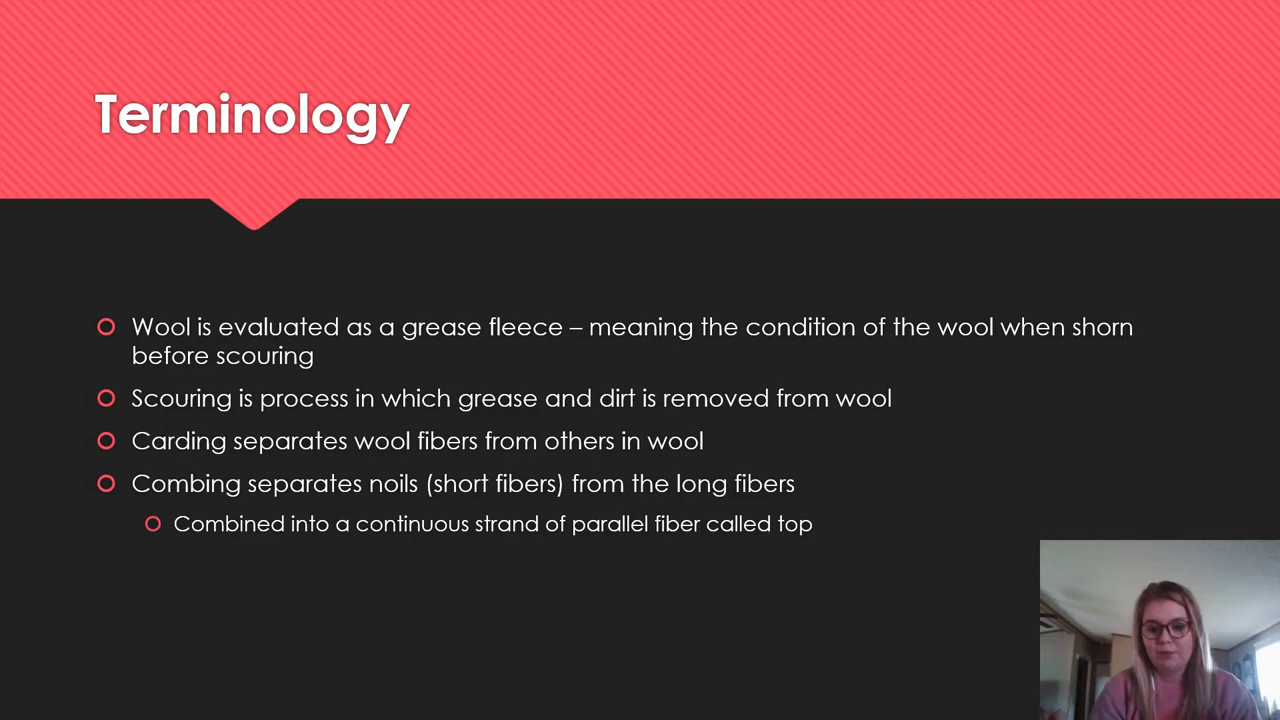 Terminology
Wool is evaluated as a grease fleece – meaning the condition of the wool when shorn
before scouring
Scouring is process in which grease and dirt is removed from wool
Carding separates wool fibers from others in wool
Combing separates noils (short fibers) from the long fibers
Combined into a continuous strand of parallel fiber called top